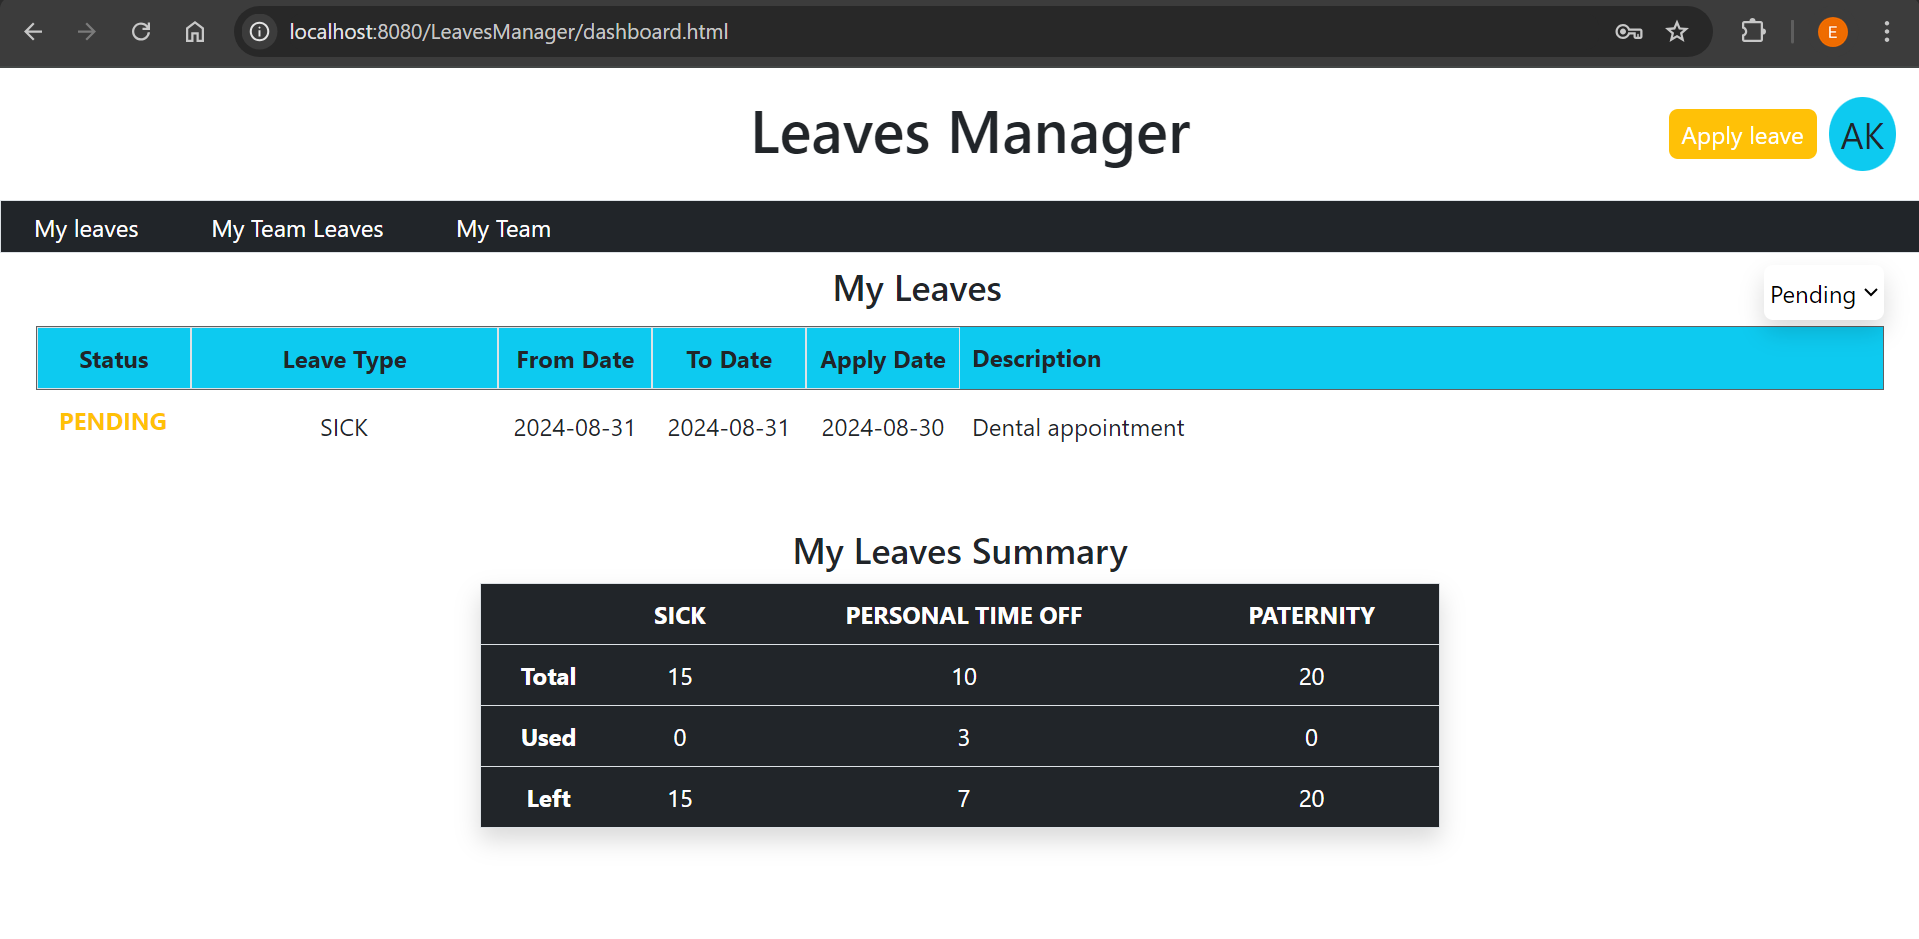 localhost:8080/LeavesManager/dashboard.html
E
Leaves Manager
Apply leave
AK
My leaves My Team Leaves My Team
My Leaves
Pending
Status Leave Type From Date To Date Apply Date Description
PENDING SICK 2024-08-31 2024-08-31 2024-08-30 Dental appointment
My Leaves Summary
SICK PERSONAL TIME OFF PATERNITY
Total 15 10 20
Used 0 3 0
Left 15 7 20